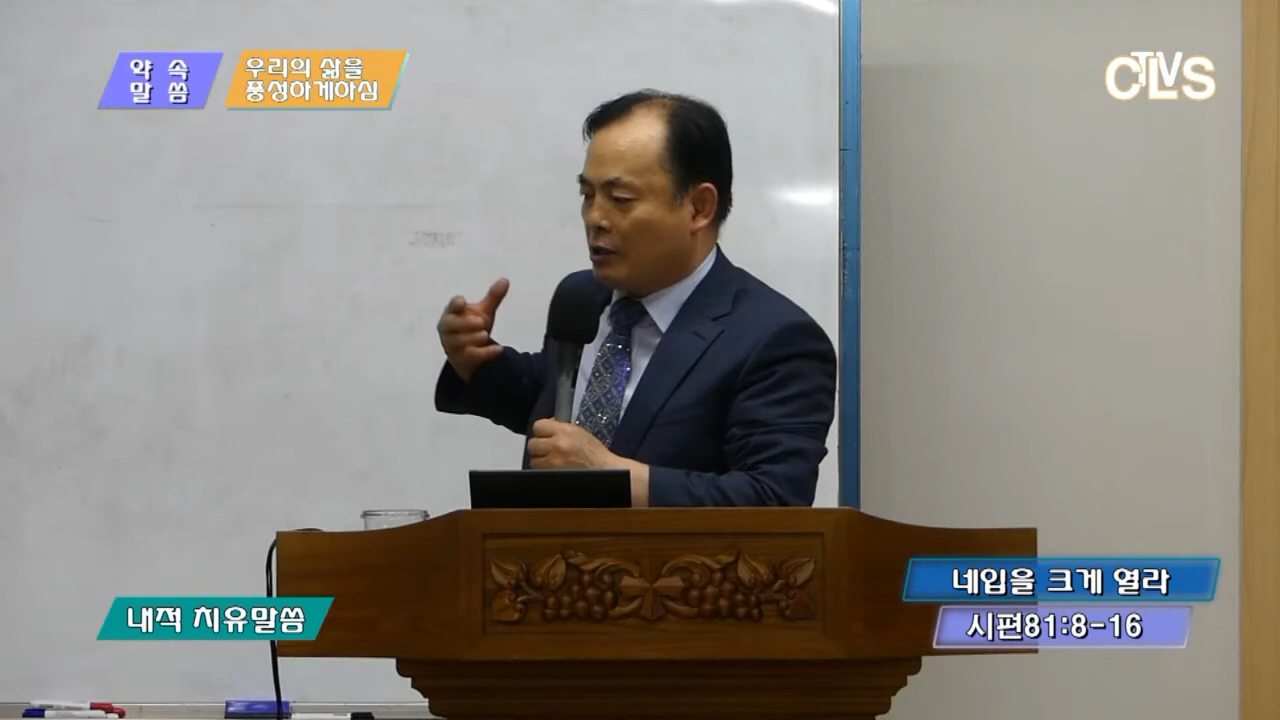 약 속
말 씀
우리의 삶을
풍성하게하심
CTLVS
내적 치유말씀
네입을 크게 열라
시편81:8-16